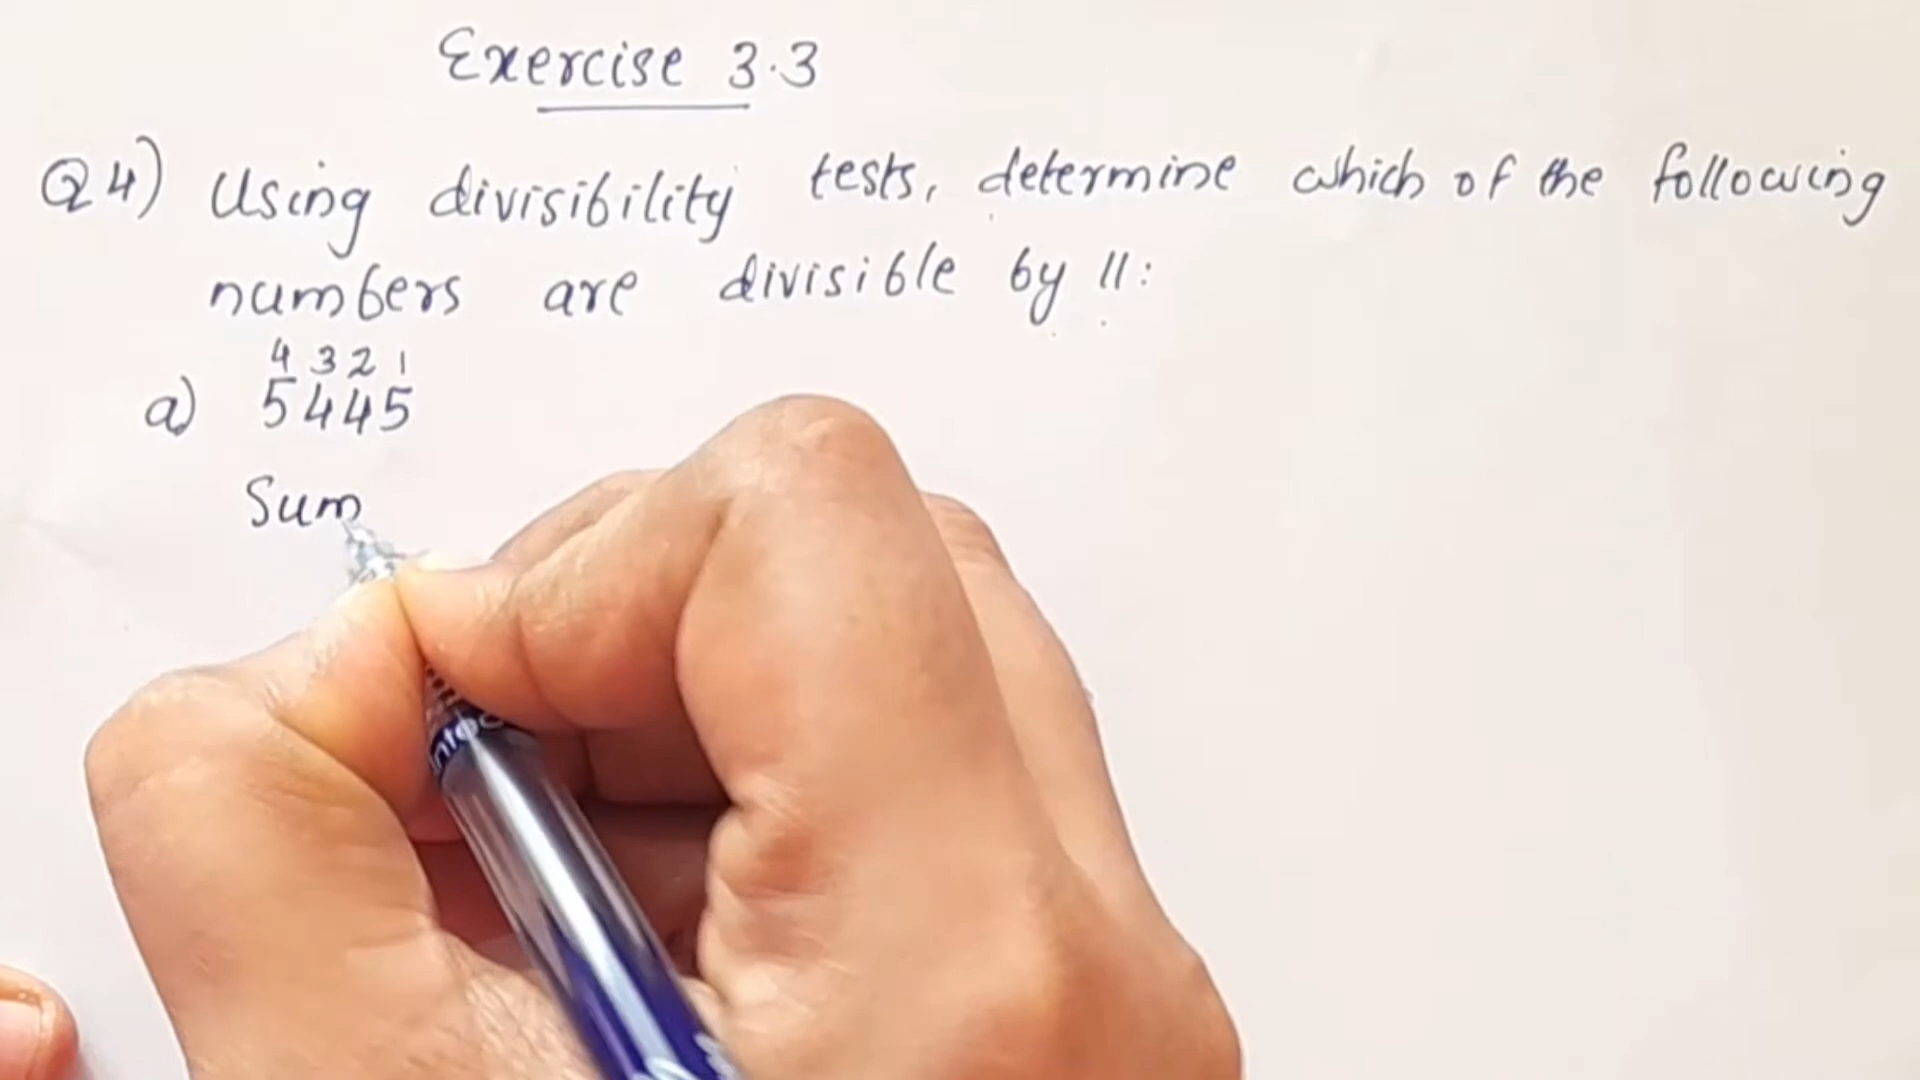 Exercise 3.3
Q4) Using divisibility tests, determine which of the following
numbers are divisible by 11:
4 3 2 1
a) 5445
Sum